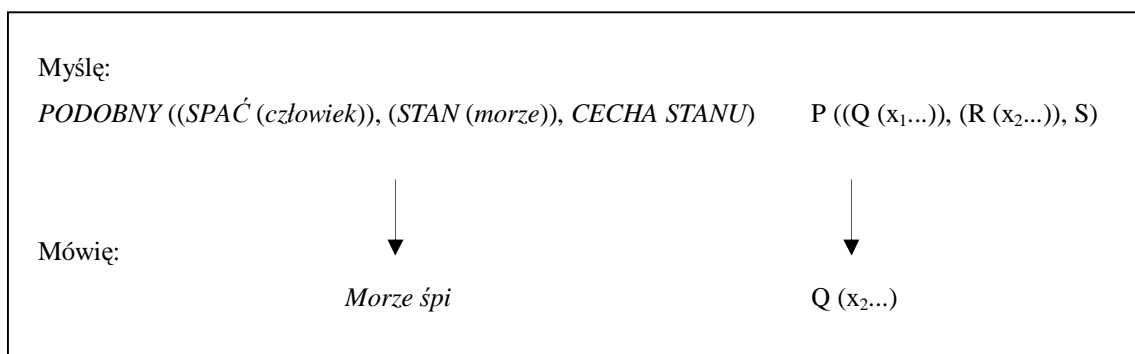 Myślę:
PODOBNY ((SPAĆ (człowiek)), (STAN (morze)), CECHA STANU) P ((Q (x₁...)), (R (x₂...)), S)
Mówię:
Morze śpi Q (x₂...)